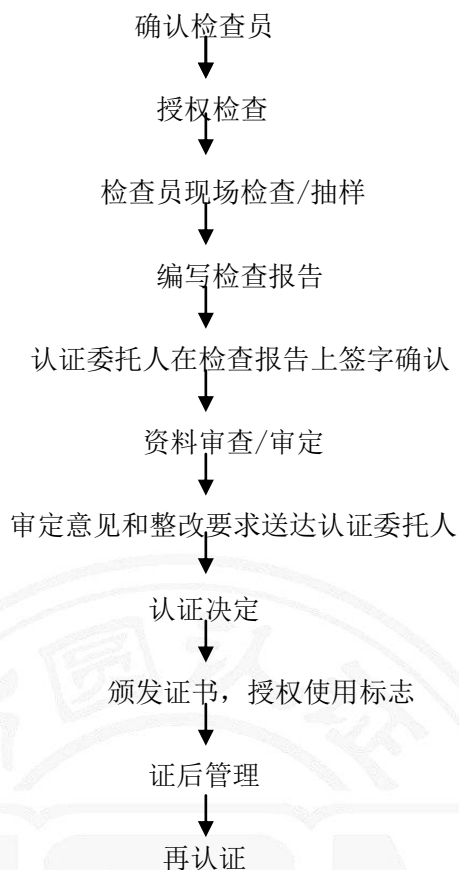 确认检查员
授权检查
检查员现场检查/抽样
编写检查报告
认证委托人在检查报告上签字确认
资料审查/审定
审定意见和整改要求送达认证委托人
认证决定
颁发证书，授权使用标志
证后管理
再认证